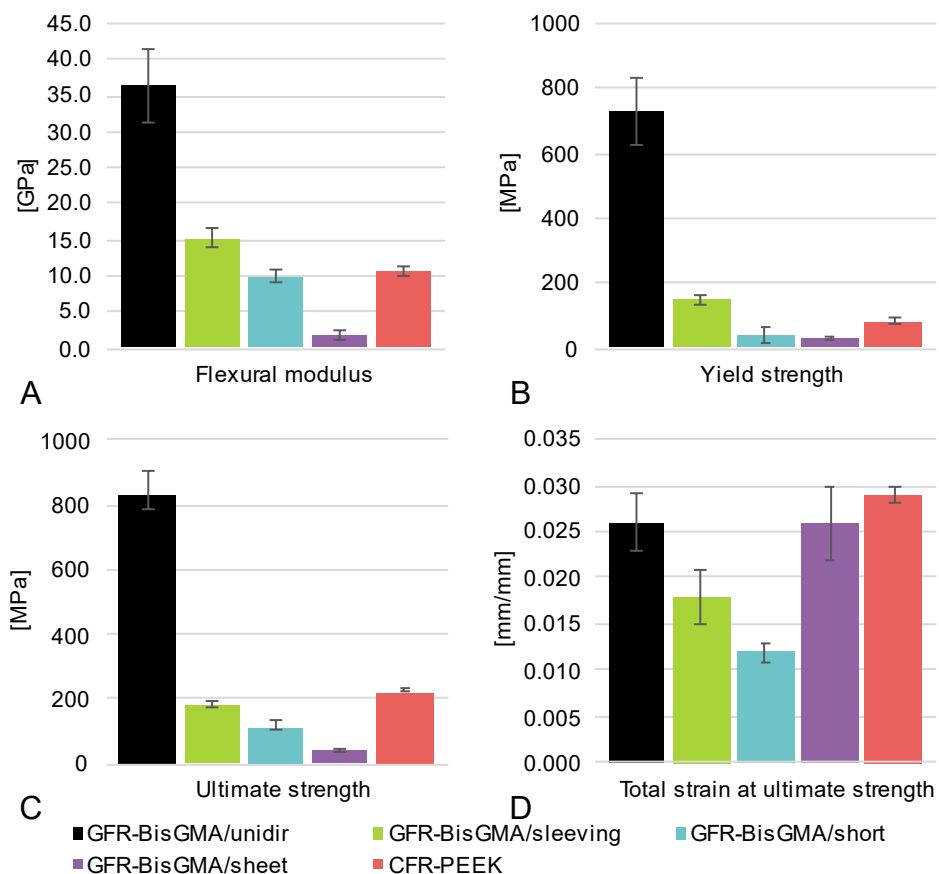 45.0
40.0
35.0
30.0
25.0
20.0
15.0
10.0
5.0
0.0
[GPa]
Flexural modulus
A
1000
800
600
400
200
0
[MPa]
Yield strength
B
1000
800
600
400
200
0
[MPa]
Ultimate strength
C
0.035
0.030
0.025
0.020
0.015
0.010
0.005
0.000
[mm/mm]
Total strain at ultimate strength
D
GFR-BisGMA/unidir GFR-BisGMA/sleeving GFR-BisGMA/short
GFR-BisGMA/sheet CFR-PEEK